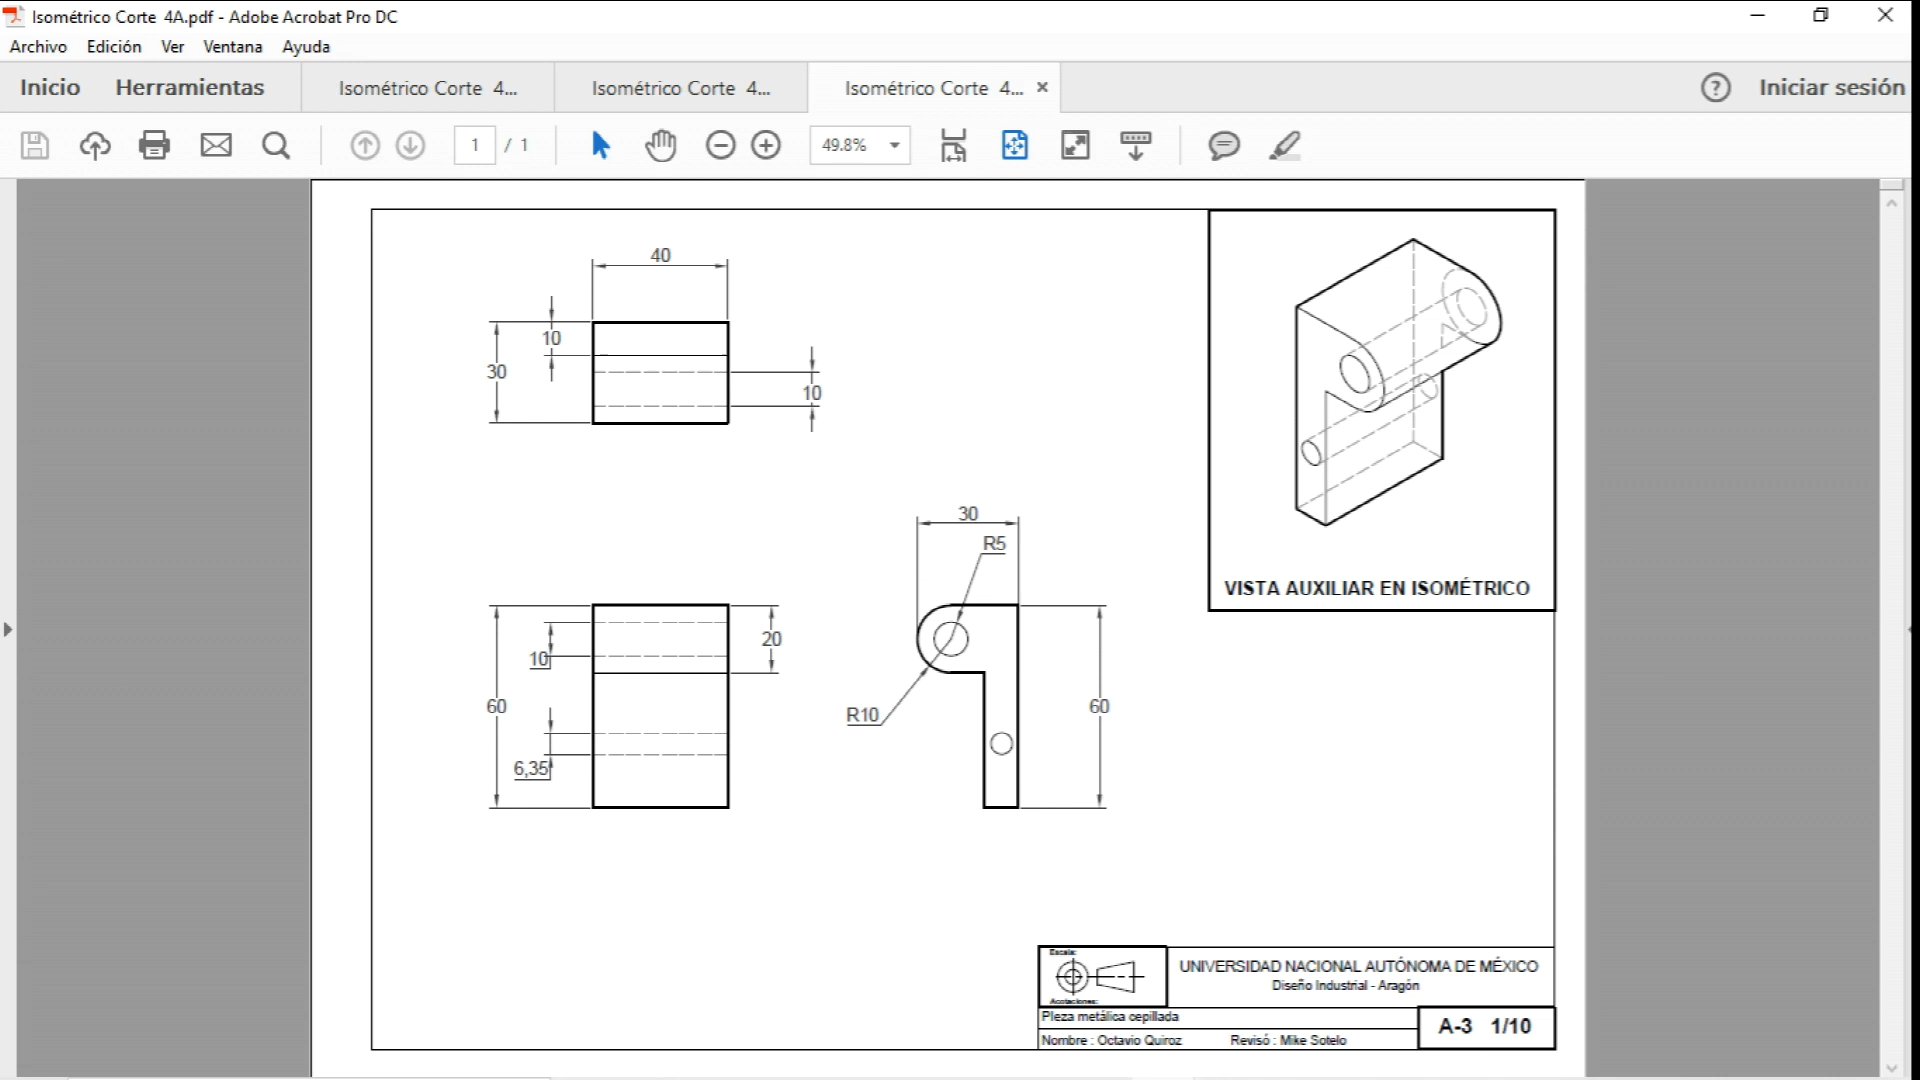 Isométrico Corte 4A.pdf - Adobe Acrobat Pro DC
Archivo Edición Ver Ventana Ayuda
Inicio Herramientas Isométrico Corte 4... Isométrico Corte 4... Isométrico Corte 4... Iniciar sesión
1 / 1 49.8%
40
10
30
10
30
R5
VISTA AUXILIAR EN ISOMÉTRICO
20
10
60
R10
60
6,35
Escala:
UNIVERSIDAD NACIONAL AUTÓNOMA DE MÉXICO
Diseño Industrial - Aragón
Acotaciones:
Pieza metálica cepillada
A-3 1/10
Nombre : Octavio Quiroz Revisó : Mike Sotelo